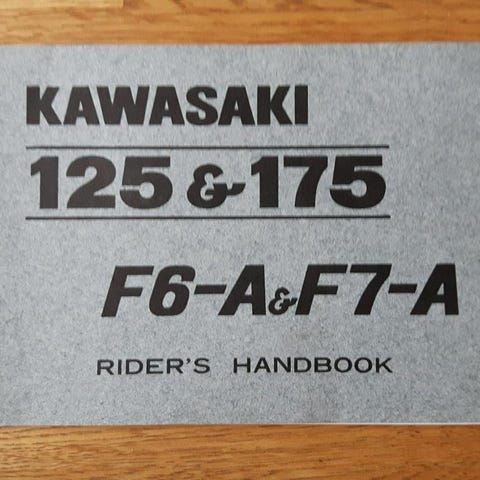 KAWASAKI
125 & 175
F6-A & F7-A
RIDER'S HANDBOOK